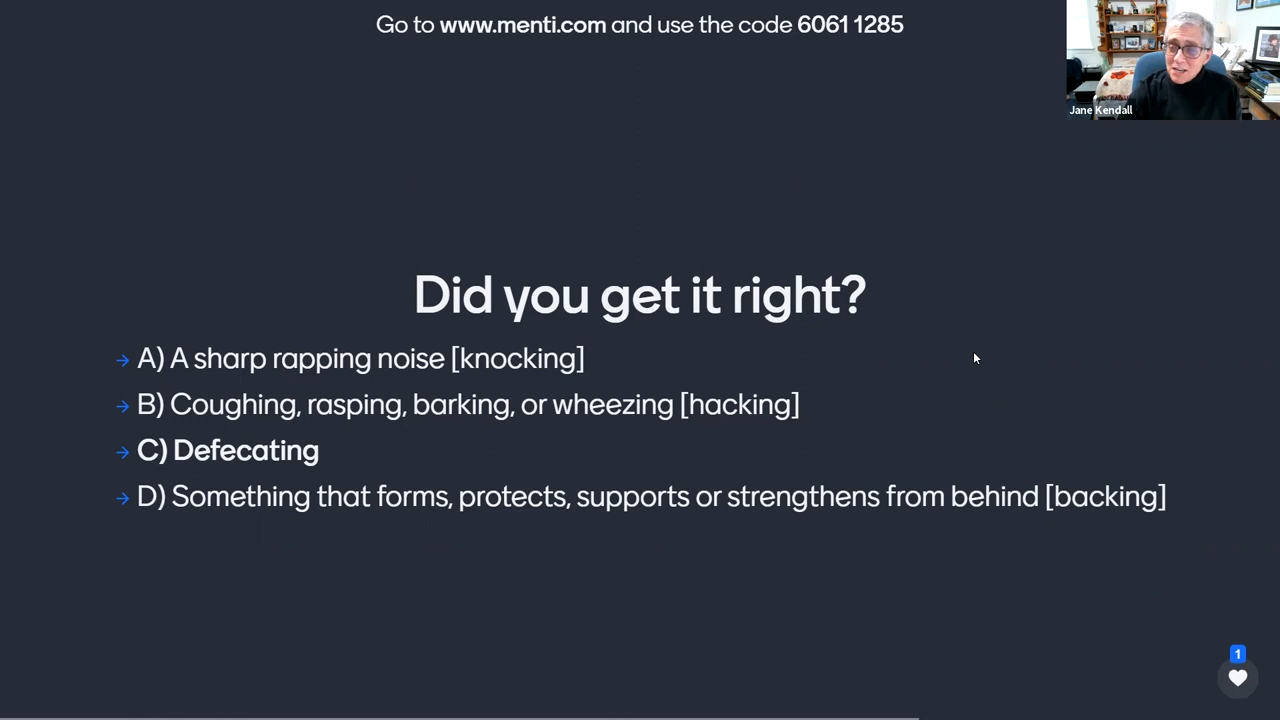 Go to www.menti.com and use the code 6061 1285
Jane Kendall
Did you get it right?
→ A) A sharp rapping noise [knocking]
→ B) Coughing, rasping, barking, or wheezing [hacking]
→ C) Defecating
→ D) Something that forms, protects, supports or strengthens from behind [backing]
1